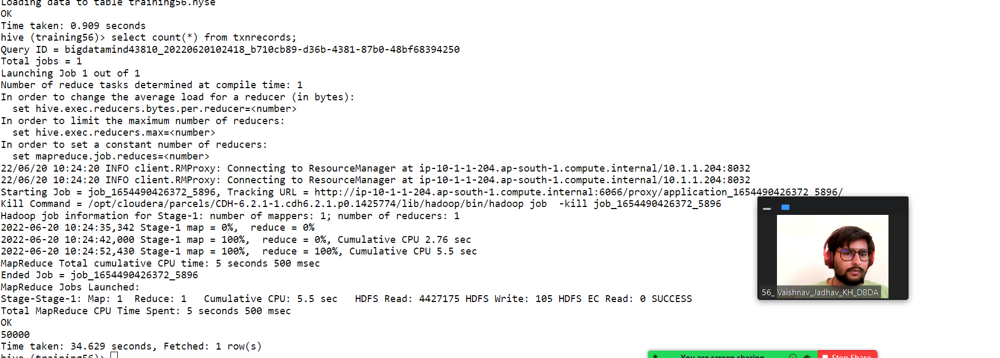 Loading data to table training56.nyse
OK
Time taken: 0.909 seconds
hive (training56)> select count(*) from txnrecords;
Query ID = bigdatamind43810_20220620102418_b710cb89-d36b-4381-87b0-48bf68394250
Total jobs = 1
Launching Job 1 out of 1
Number of reduce tasks determined at compile time: 1
In order to change the average load for a reducer (in bytes):
  set hive.exec.reducers.bytes.per.reducer=<number>
In order to limit the maximum number of reducers:
  set hive.exec.reducers.max=<number>
In order to set a constant number of reducers:
  set mapreduce.job.reduces=<number>
22/06/20 10:24:20 INFO client.RMProxy: Connecting to ResourceManager at ip-10-1-1-204.ap-south-1.compute.internal/10.1.1.204:8032
22/06/20 10:24:20 INFO client.RMProxy: Connecting to ResourceManager at ip-10-1-1-204.ap-south-1.compute.internal/10.1.1.204:8032
Starting Job = job_1654490426372_5896, Tracking URL = http://ip-10-1-1-204.ap-south-1.compute.internal:6066/proxy/application_1654490426372_5896/
Kill Command = /opt/cloudera/parcels/CDH-6.2.1-1.cdh6.2.1.p0.1425774/lib/hadoop/bin/hadoop job  -kill job_1654490426372_5896
Hadoop job information for Stage-1: number of mappers: 1; number of reducers: 1
2022-06-20 10:24:35,342 Stage-1 map = 0%,  reduce = 0%
2022-06-20 10:24:42,000 Stage-1 map = 100%,  reduce = 0%, Cumulative CPU 2.76 sec
2022-06-20 10:24:52,430 Stage-1 map = 100%,  reduce = 100%, Cumulative CPU 5.5 sec
MapReduce Total cumulative CPU time: 5 seconds 500 msec
Ended Job = job_1654490426372_5896
MapReduce Jobs Launched:
Stage-Stage-1: Map: 1  Reduce: 1   Cumulative CPU: 5.5 sec   HDFS Read: 4427175 HDFS Write: 105 HDFS EC Read: 0 SUCCESS
Total MapReduce CPU Time Spent: 5 seconds 500 msec
OK
50000
Time taken: 34.629 seconds, Fetched: 1 row(s)
hive (training56)>
56_ Vaishnav_Jadhav_KH_DBDA
You are screen sharing
Stop Share